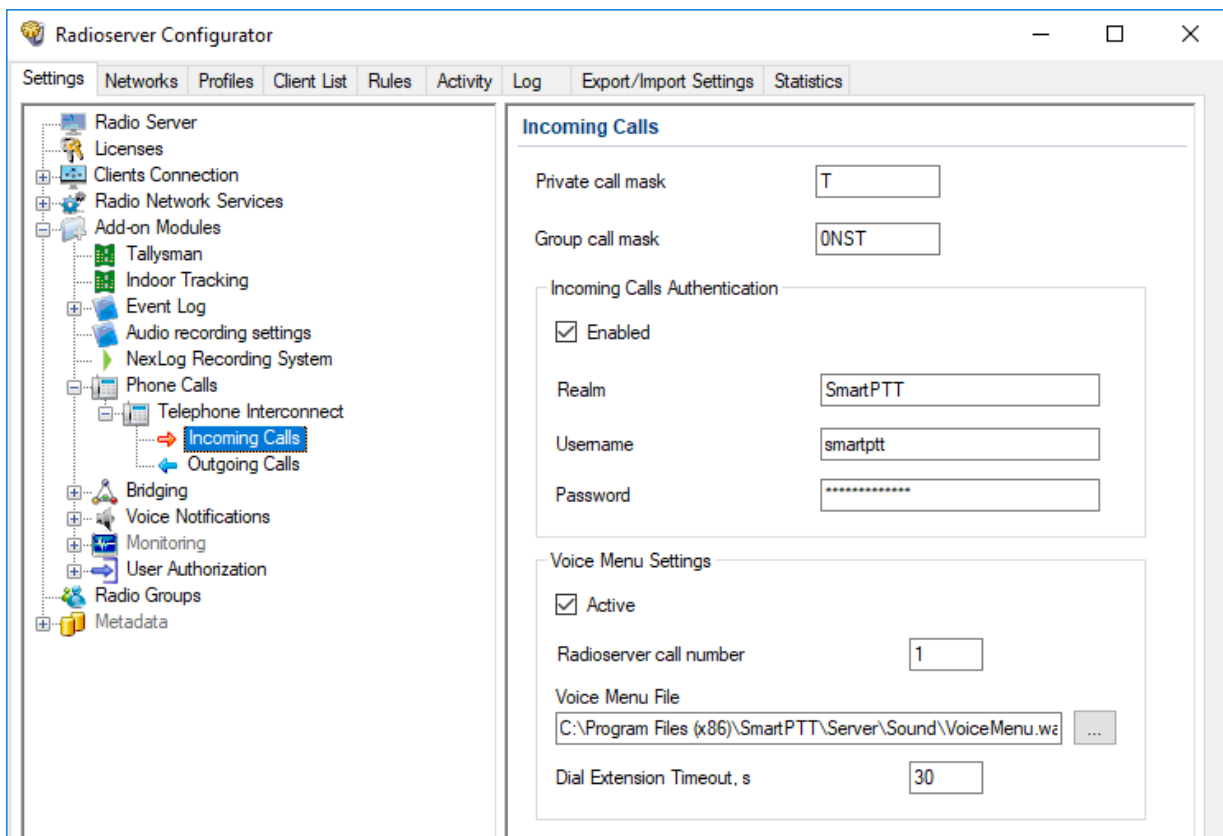 Radioserver Configurator
Settings Networks Profiles Client List Rules Activity Log Export/Import Settings Statistics
Radio Server
Licenses
Clients Connection
Radio Network Services
Add-on Modules
Tallysman
Indoor Tracking
Event Log
Audio recording settings
NexLog Recording System
Phone Calls
Telephone Interconnect
Incoming Calls
Outgoing Calls
Bridging
Voice Notifications
Monitoring
User Authorization
Radio Groups
Metadata
Incoming Calls
Private call mask T
Group call mask 0NST
Incoming Calls Authentication
Enabled
Realm SmartPTT
Username smartptt
Password *************
Voice Menu Settings
Active
Radioserver call number 1
Voice Menu File
C:\Program Files (x86)\SmartPTT\Server\Sound\VoiceMenu.wa ...
Dial Extension Timeout, s 30